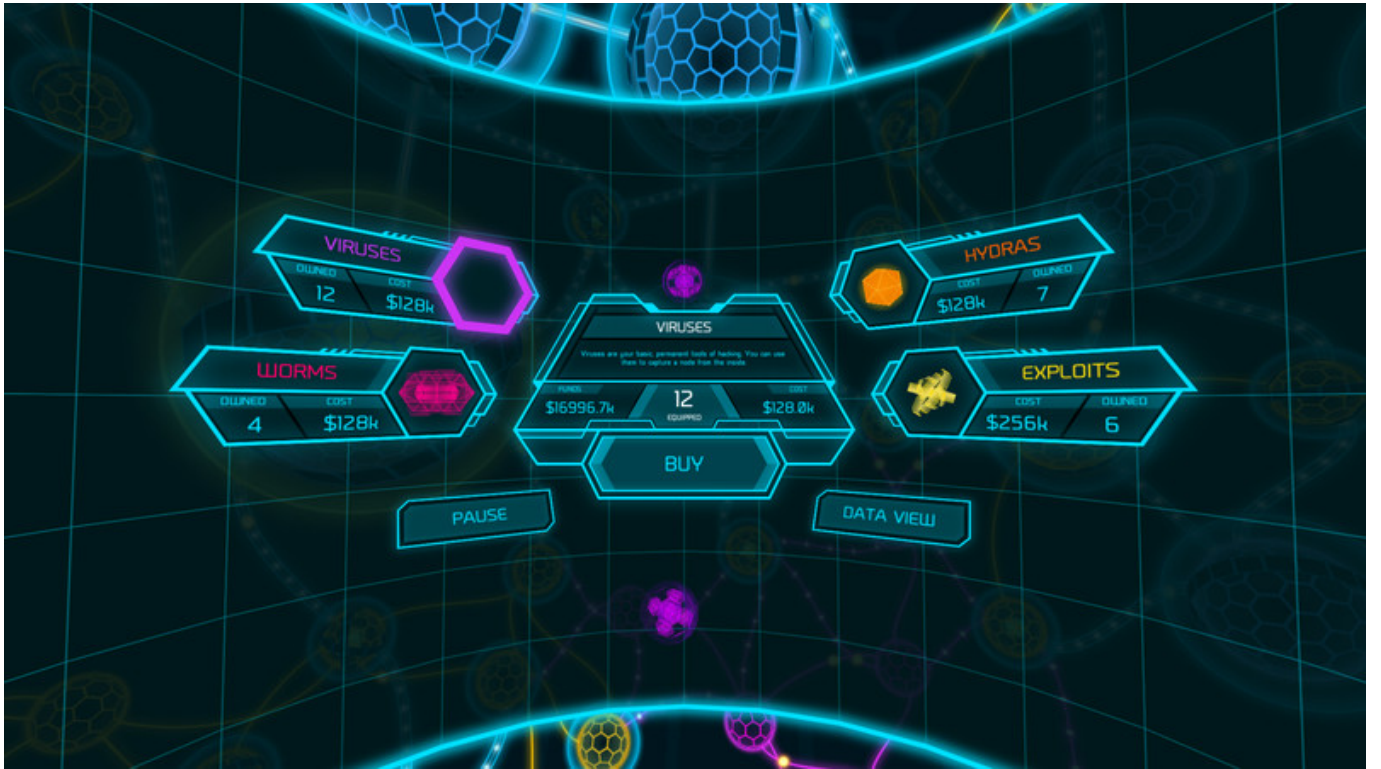 VIRUSES
OWNED
12
COST
$128k
WORMS
OWNED
4
COST
$128k
VIRUSES
Viruses are your basic, permanent tools of hacking. You can use
them to capture a node from the inside.
FUNDS
$16996.7k
12
EQUIPPED
COST
$128.0k
BUY
HYDRAS
COST
$128k
OWNED
7
EXPLOITS
COST
$256k
OWNED
6
PAUSE
DATA VIEW